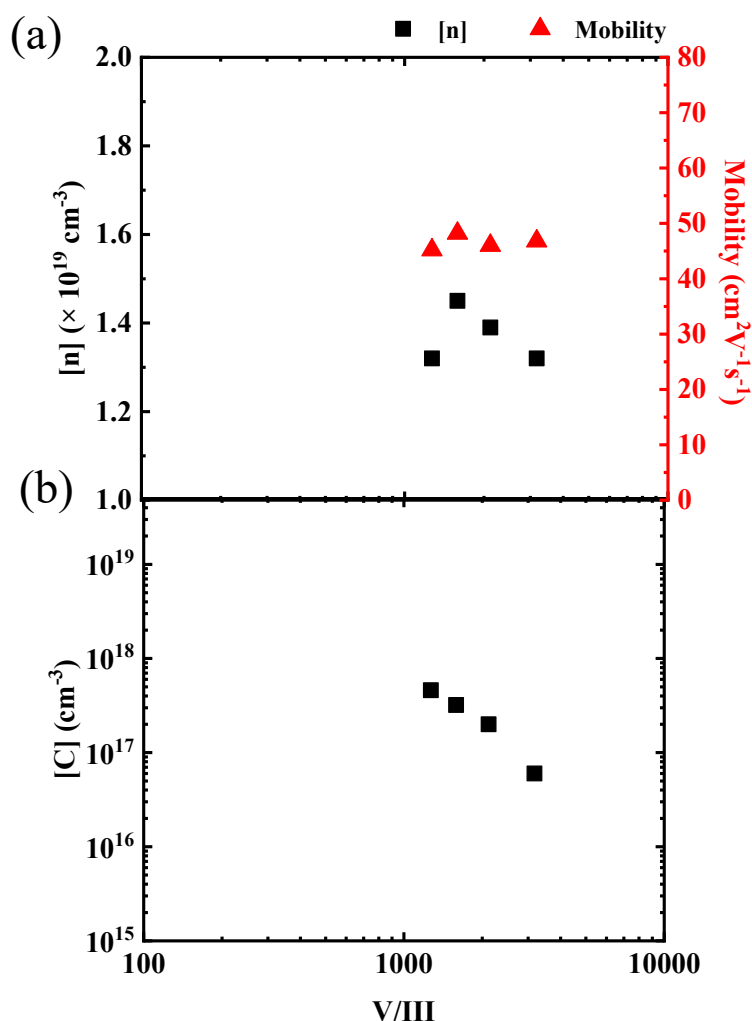 (a)
[n] Mobility
2.0
1.8
1.6
1.4
1.2
1.0
[n] (× 10¹⁹ cm⁻³)
80
70
60
50
40
30
20
10
0
Mobility (cm²V⁻¹s⁻¹)
(b)
10¹⁹
10¹⁸
10¹⁷
10¹⁶
10¹⁵
[C] (cm⁻³)
100 1000 10000
V/III